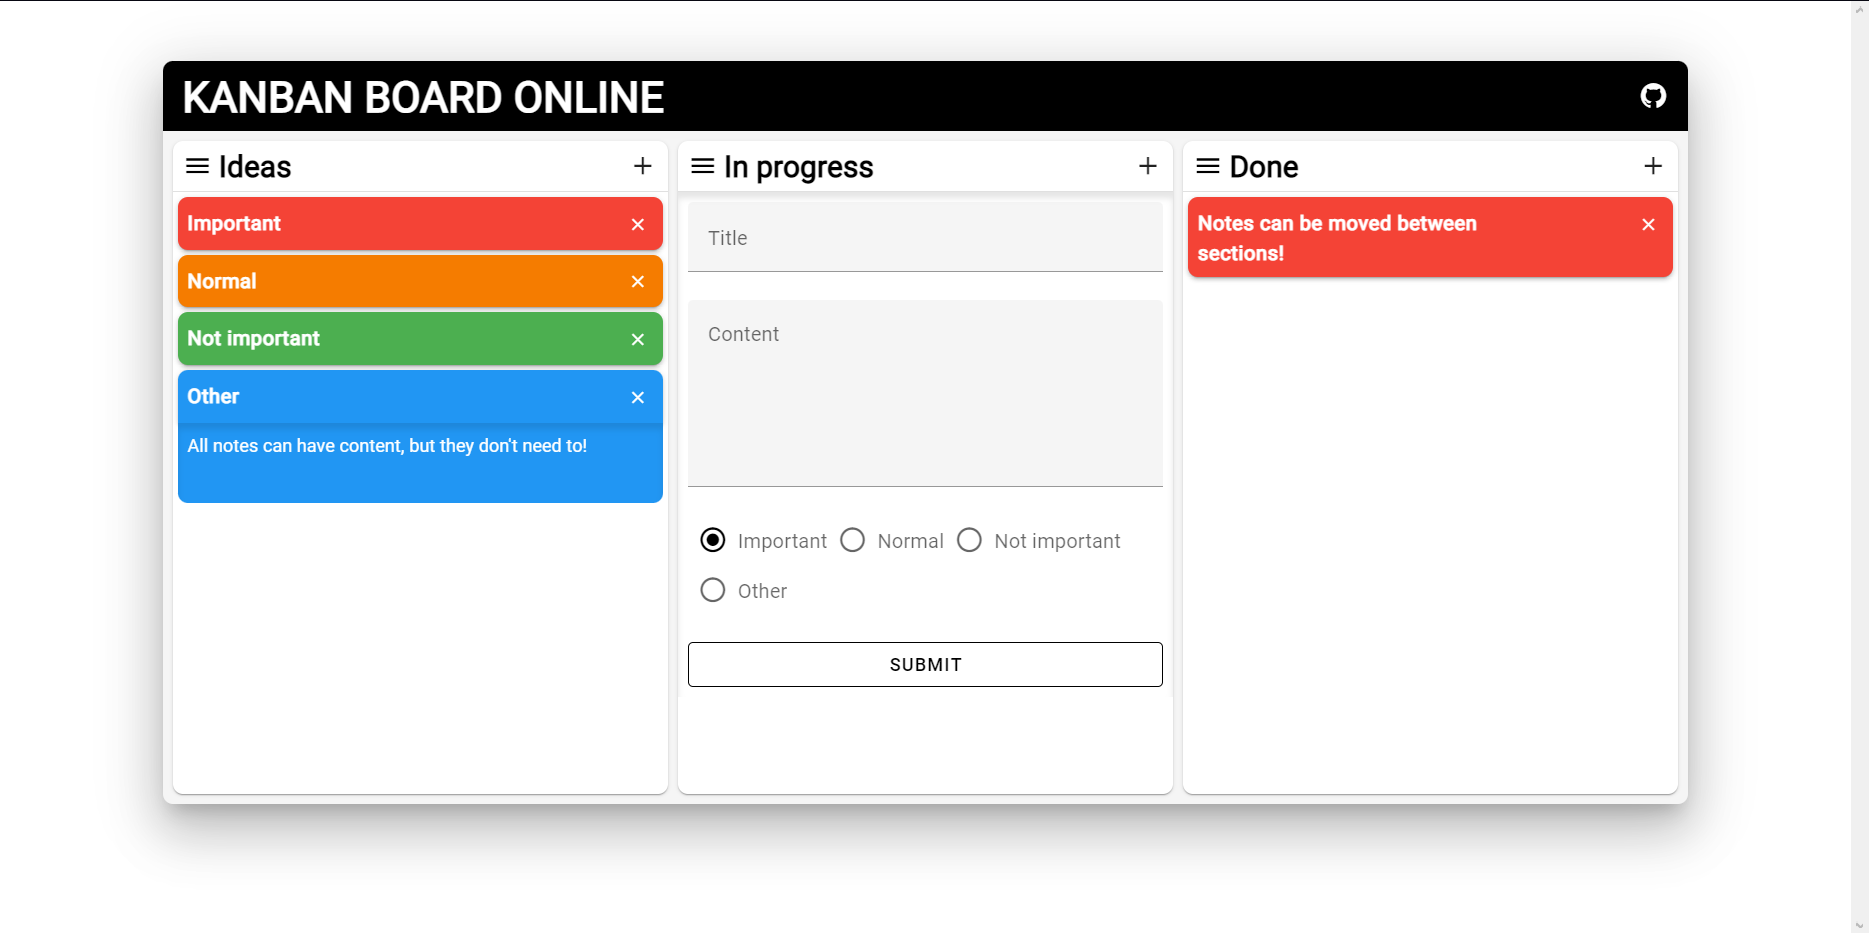 KANBAN BOARD ONLINE
Ideas
Important
Normal
Not important
Other
All notes can have content, but they don't need to!
In progress
Title
Content
Important Normal Not important
Other
SUBMIT
Done
Notes can be moved between
sections!